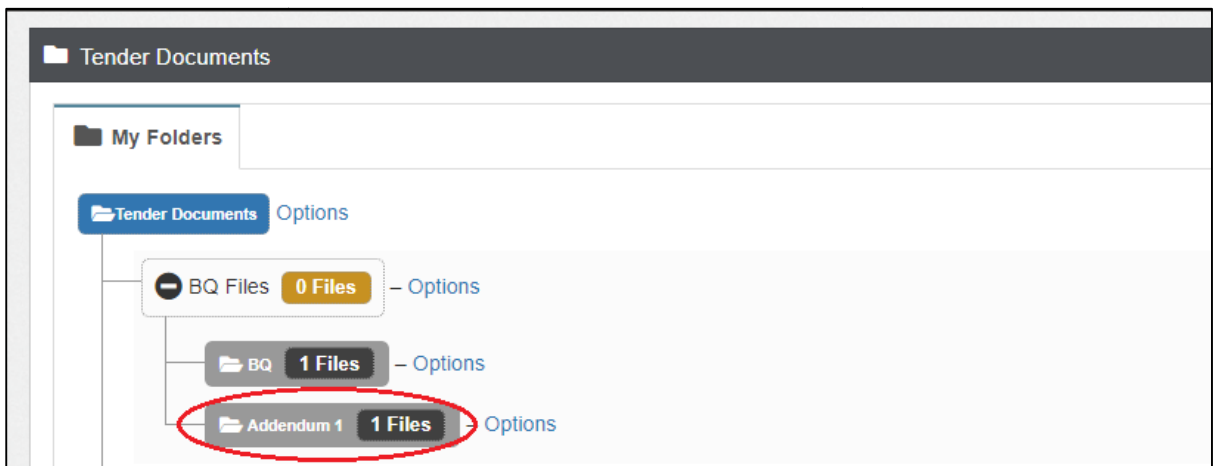 Tender Documents
My Folders
Tender Documents Options
BQ Files 0 Files – Options
BQ 1 Files – Options
Addendum 1 1 Files – Options